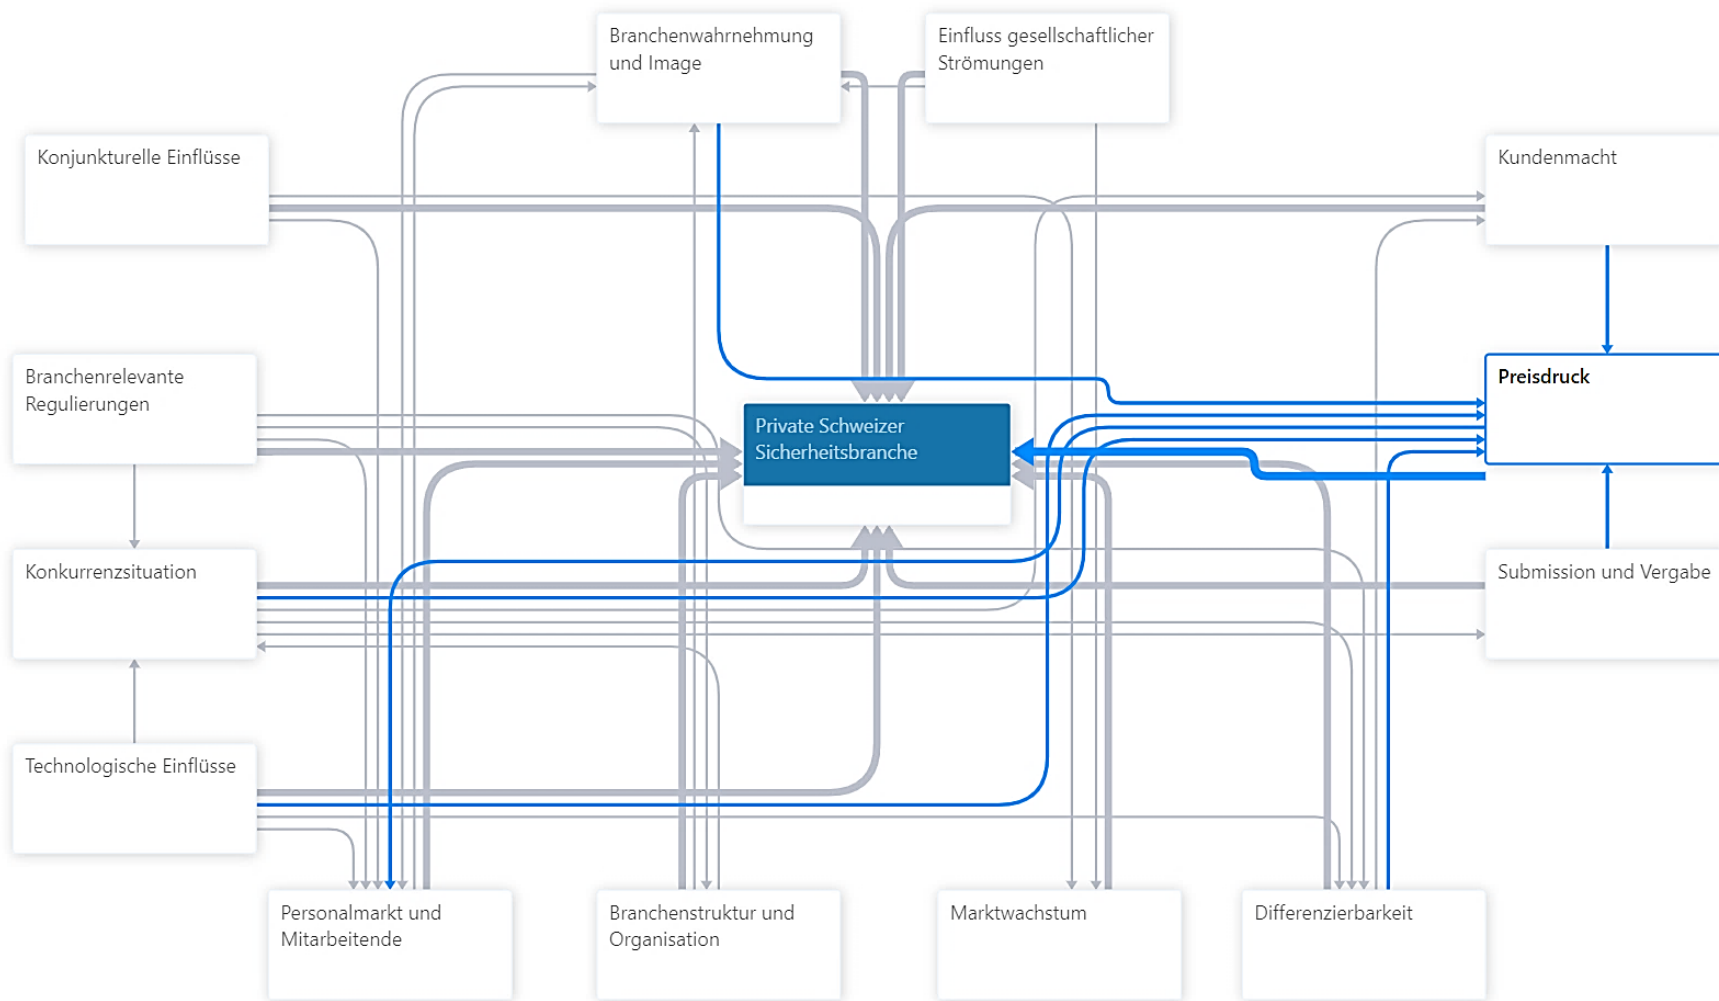 Branchenwahrnehmung
und Image
Einfluss gesellschaftlicher
Strömungen
Konjunkturelle Einflüsse
Kundenmacht
Branchenrelevante
Regulierungen
Preisdruck
Private Schweizer
Sicherheitsbranche
Konkurrenzsituation
Submission und Vergabe
Technologische Einflüsse
Personalmarkt und
Mitarbeitende
Branchenstruktur und
Organisation
Marktwachstum
Differenzierbarkeit